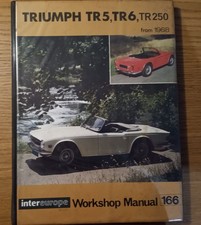 TRIUMPH TR5, TR6, TR250
from 1968
intereurope Workshop Manual 166